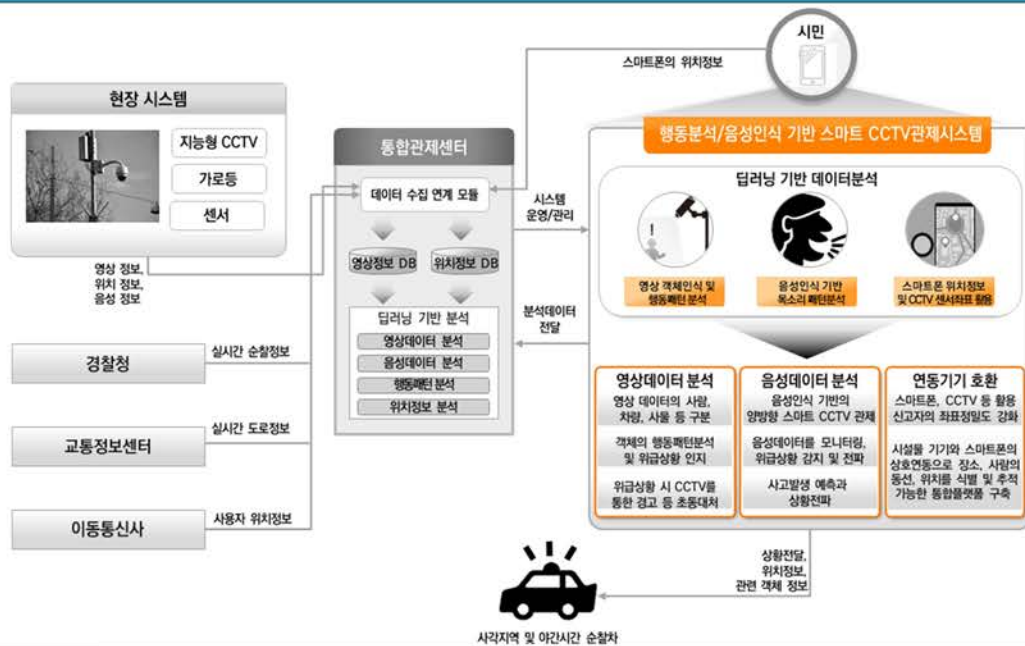 시민
스마트폰의 위치정보
현장 시스템
지능형 CCTV
가로등
센서
영상 정보,
위치 정보,
음성 정보
경찰청
실시간 순찰정보
교통정보센터
실시간 도로정보
이동통신사
사용자 위치정보
통합관제센터
데이터 수집 연계 모듈
영상정보 DB
위치정보 DB
딥러닝 기반 분석
영상데이터 분석
음성데이터 분석
행동패턴 분석
위치정보 분석
시스템
운영/관리
분석데이터
전달
행동분석/음성인식 기반 스마트 CCTV관제시스템
딥러닝 기반 데이터분석
영상 객체인식 및
행동패턴 분석
음성인식 기반
목소리 패턴분석
스마트폰 위치정보
및 CCTV 센서좌표 활용
영상데이터 분석
영상 데이터의 사람,
차량, 사물 등 구분
객체의 행동패턴분석
및 위급상황 인지
위급상황 시 CCTV를
통한 경고 등 초동대처
음성데이터 분석
음성인식 기반의
양방향 스마트 CCTV 관제
음성데이터를 모니터링,
위급상황 감지 및 전파
사고발생 예측과
상황전파
연동기기 호환
스마트폰, CCTV 등 활용
신고자의 좌표정밀도 강화
시설물 기기와 스마트폰의
상호연동으로 장소, 사람의
동선, 위치를 식별 및 추적
가능한 통합플랫폼 구축
상황전달,
위치정보,
관련 객체 정보
사각지역 및 야간시간 순찰차